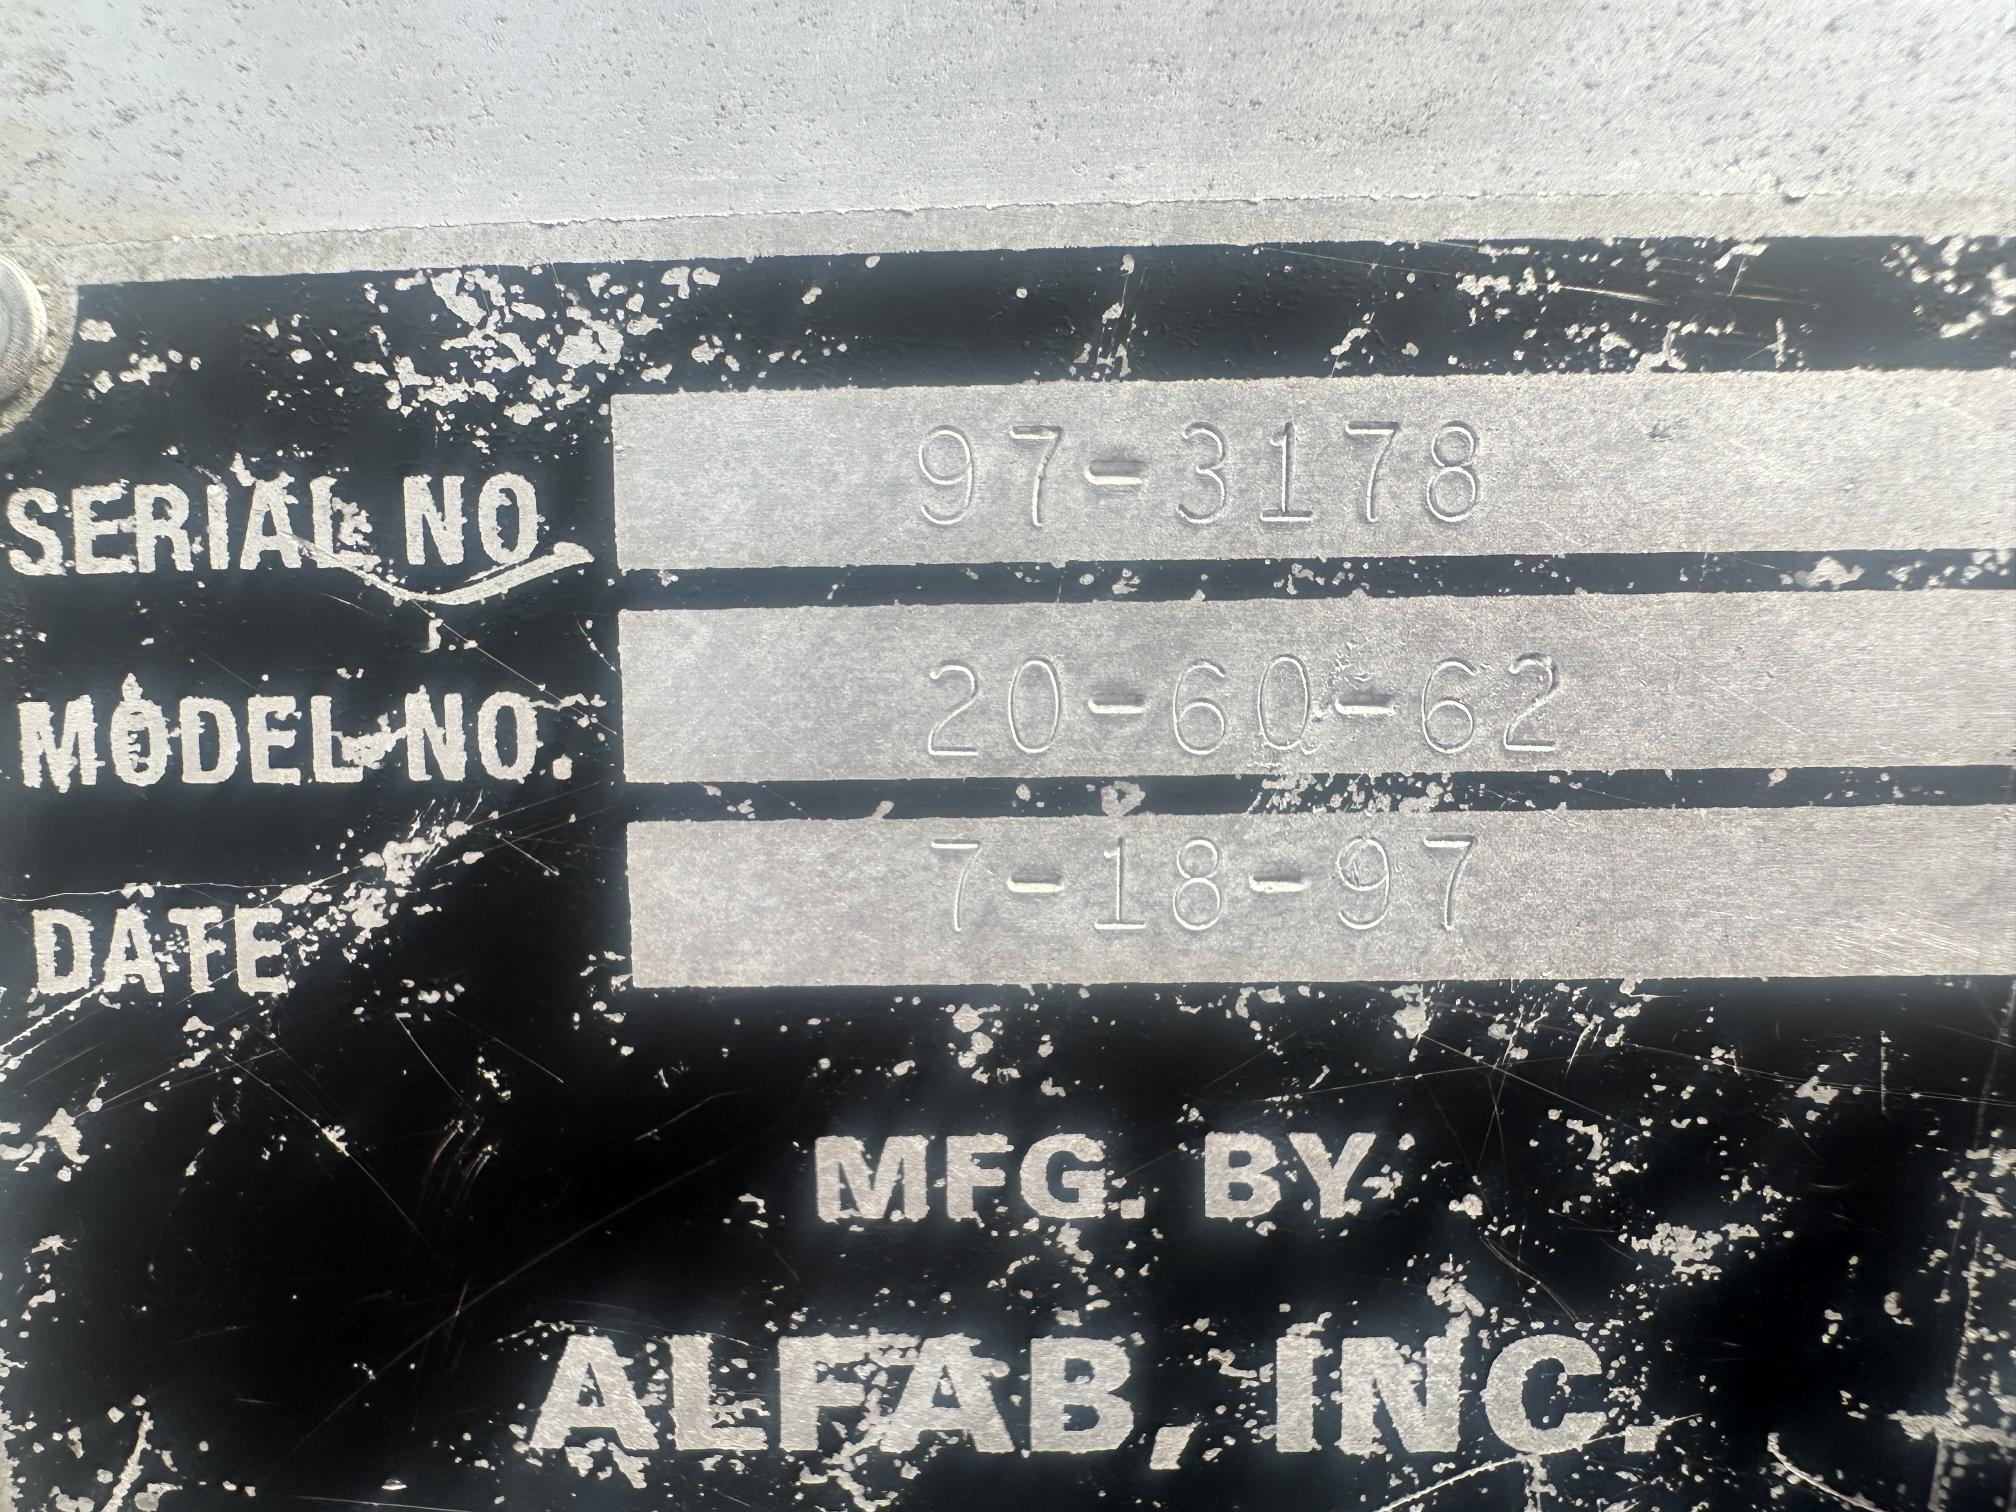 SERIAL NO. 97-3178
MODEL NO. 20-60-62
DATE 7-18-97
MFG. BY
ALFAB, INC.